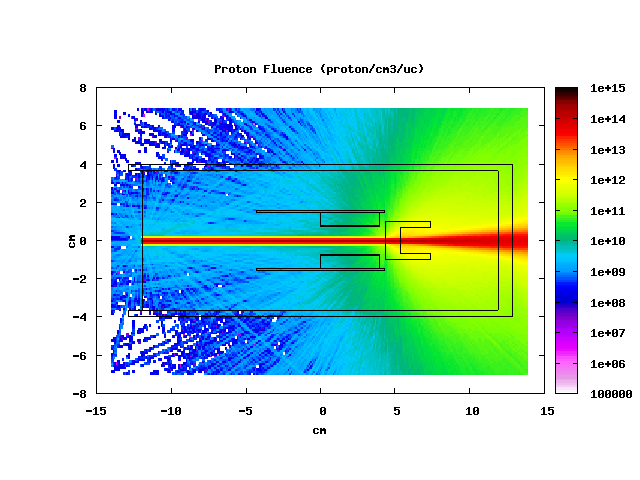 Proton Fluence (proton/cm3/uc)
8
6
4
2
0
-2
-4
-6
-8
cm
-15
-10
-5
0
5
10
15
cm
1e+15
1e+14
1e+13
1e+12
1e+11
1e+10
1e+09
1e+08
1e+07
1e+06
100000